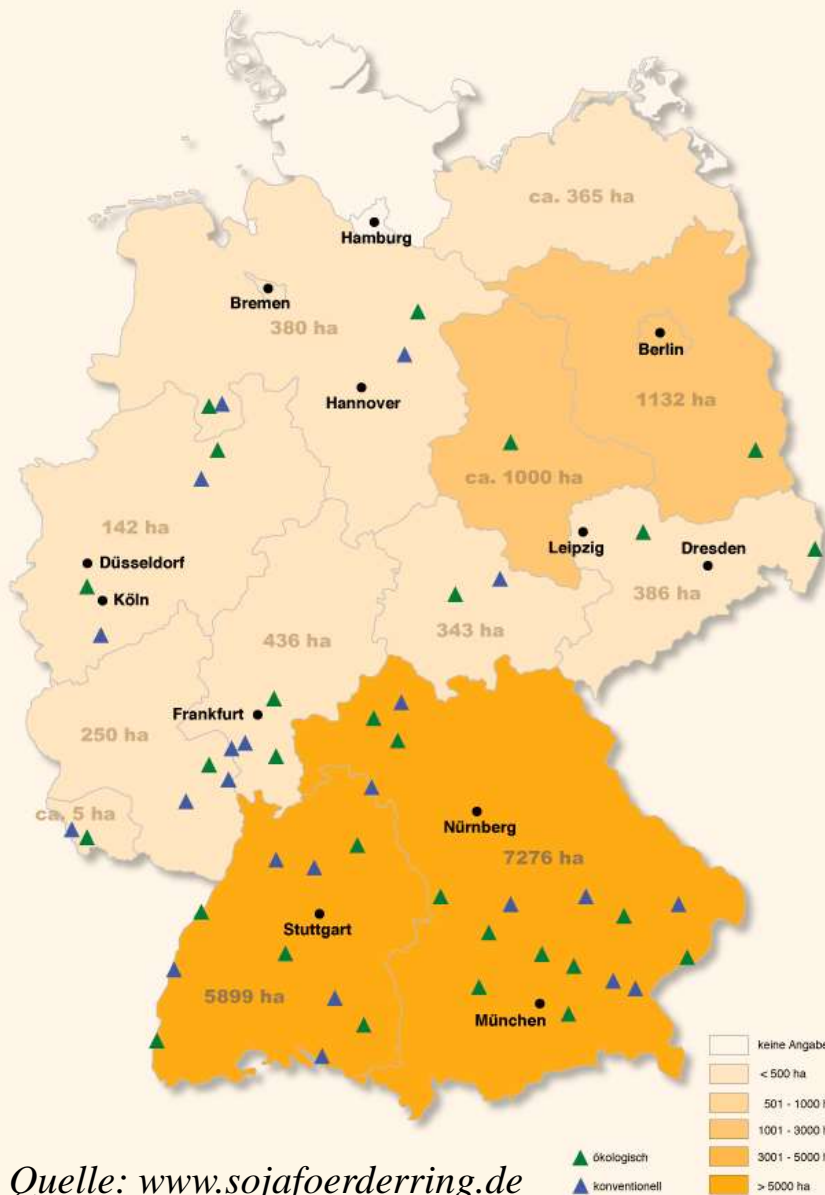 ca. 365 ha
Hamburg
Bremen
380 ha
Berlin
Hannover
1132 ha
ca. 1000 ha
142 ha
Leipzig
Dresden
Düsseldorf
386 ha
Köln
343 ha
436 ha
Frankfurt
250 ha
ca. 5 ha
Nürnberg
7276 ha
Stuttgart
5899 ha
München
keine Angabe
< 500 ha
501 - 1000 h
1001 - 3000 h
3001 - 5000 h
> 5000 ha
ökologisch
konventionell
Quelle: www.sojafoerderring.de